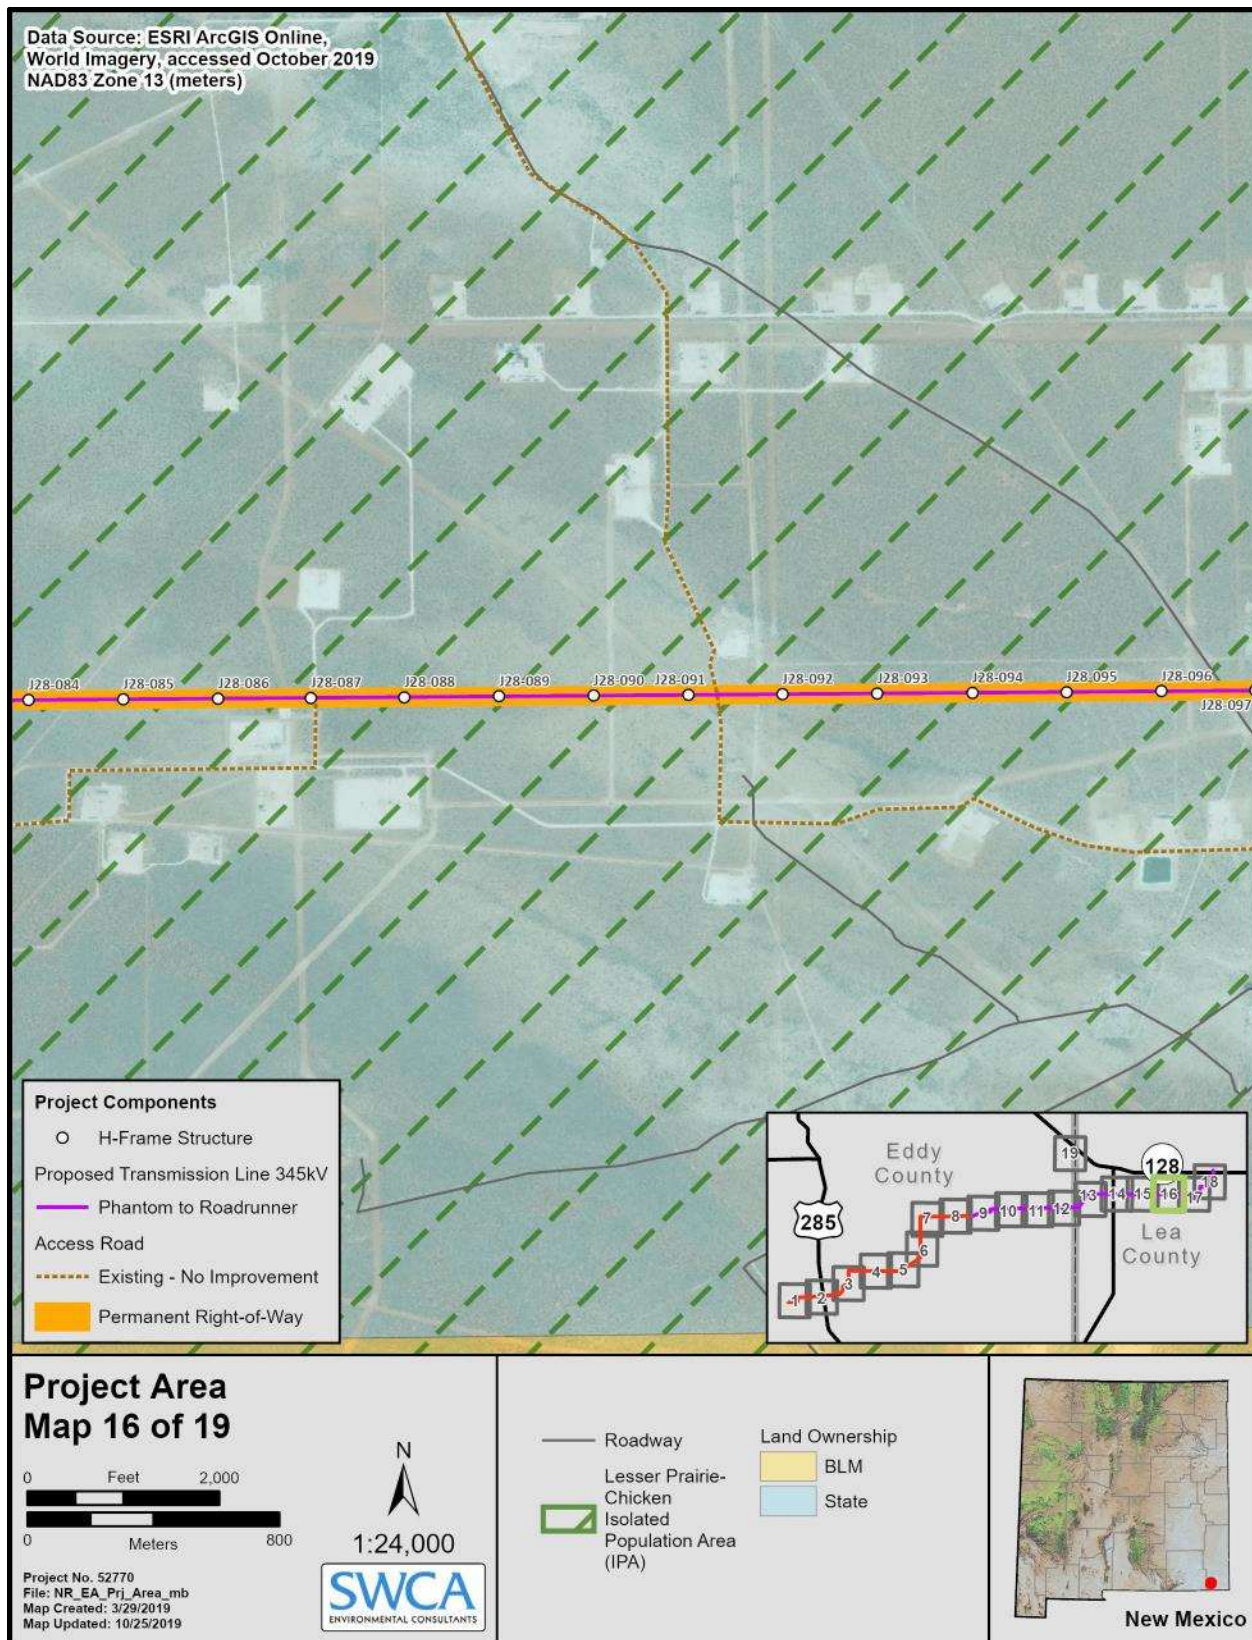 Data Source: ESRI ArcGIS Online,
World Imagery, accessed October 2019
NAD83 Zone 13 (meters)
J28-084
J28-085
J28-086
J28-087
J28-088
J28-089
J28-090
J28-091
J28-092
J28-093
J28-094
J28-095
J28-096
J28-097
Project Components
H-Frame Structure
Proposed Transmission Line 345kV
Phantom to Roadrunner
Access Road
Existing - No Improvement
Permanent Right-of-Way
Eddy
County
285
128
Lea
County
1
2
3
4
5
6
7
8
9
10
11
12
13
14
15
16
17
18
19
Project Area
Map 16 of 19
0 Feet 2,000
0 Meters 800
N
1:24,000
Project No. 52770
File: NR_EA_Prj_Area_mb
Map Created: 3/29/2019
Map Updated: 10/25/2019
SWCA
ENVIRONMENTAL CONSULTANTS
Roadway
Lesser Prairie-
Chicken
Isolated
Population Area
(IPA)
Land Ownership
BLM
State
New Mexico